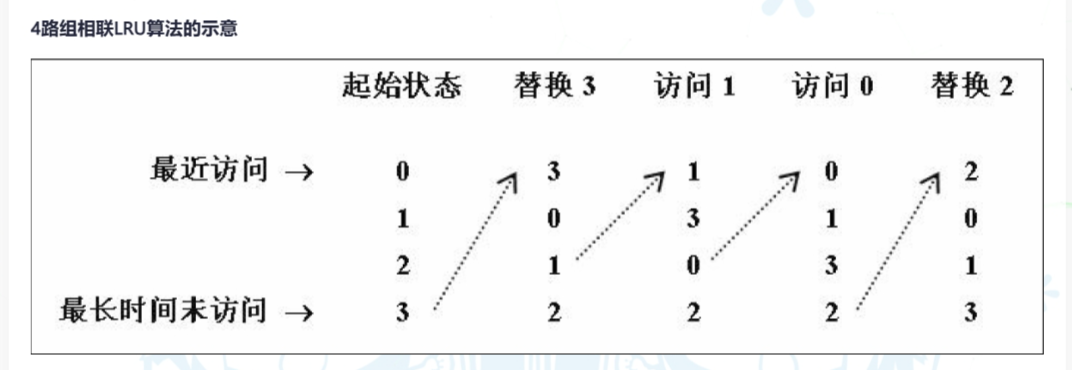 4路组相联LRU算法的示意
起始状态 替换 3 访问 1 访问 0 替换 2
最近访问 → 0 3 1 0 2
1 0 3 1 0
2 1 0 3 1
最长时间未访问 → 3 2 2 2 3